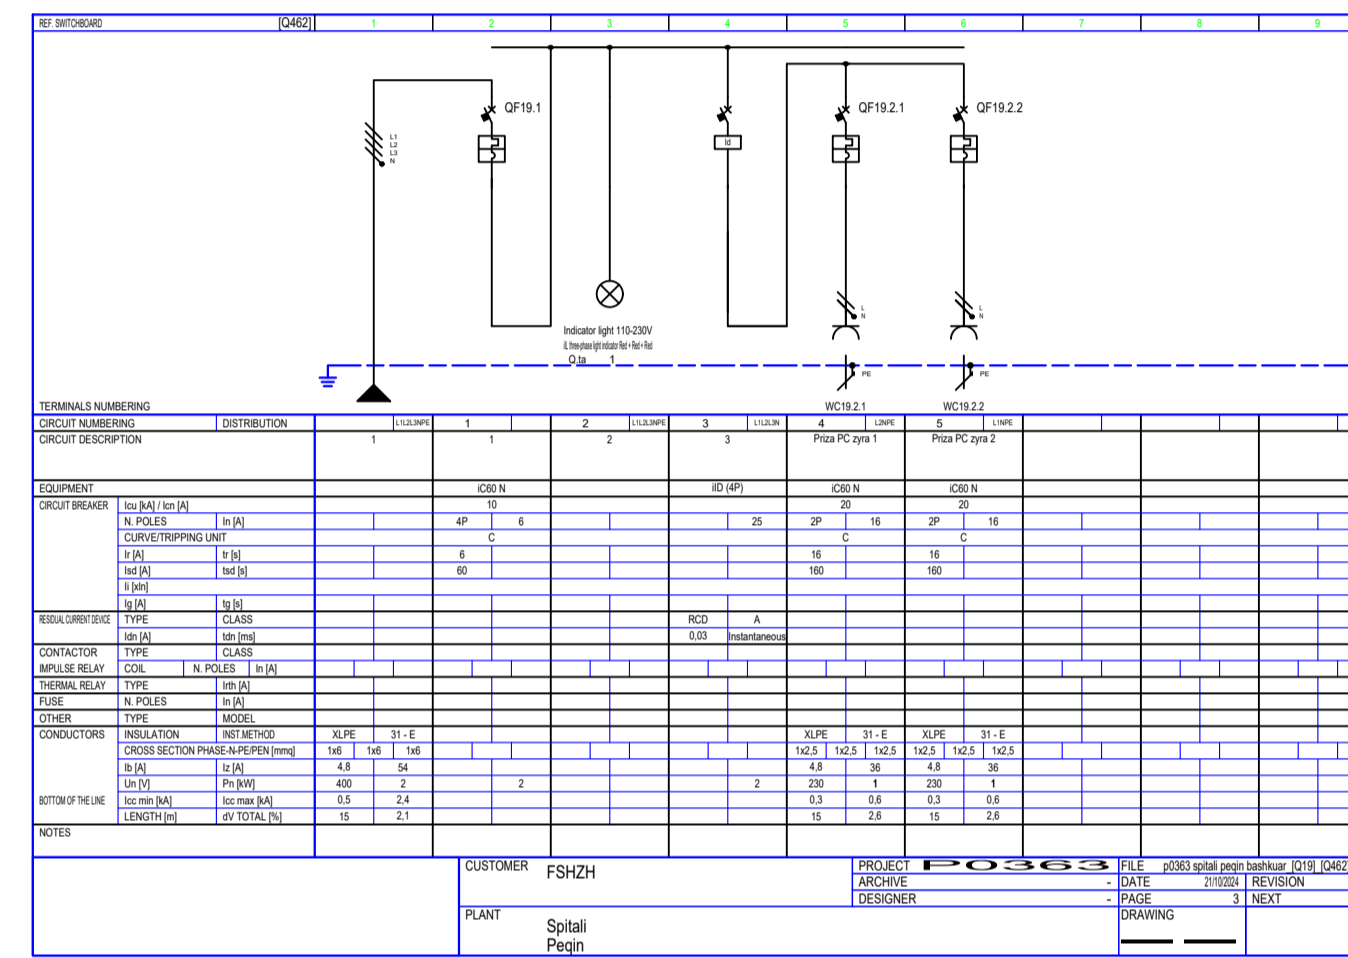 REF. SWITCHBOARD [Q462] 1 2 3 4 5 6 7 8 9
QF19.1 QF19.2.1 QF19.2.2
L1
L2
L3
N
Id
L
N
L
N
Indicator light 110-230V
iL three-phase light indicator Red + Red + Red
Q.ta 1
PE PE
TERMINALS NUMBERING WC19.2.1 WC19.2.2
CIRCUIT NUMBERING DISTRIBUTION L1L2L3NPE 1 2 L1L2L3NPE 3 L1L2L3N 4 L2NPE 5 L1NPE
CIRCUIT DESCRIPTION 1 1 2 3 Priza PC zyra 1 Priza PC zyra 2
EQUIPMENT iC60 N iID (4P) iC60 N iC60 N
CIRCUIT BREAKER Icu [kA] / Icn [A] 10 20 20
N. POLES In [A] 4P 6 25 2P 16 2P 16
CURVE/TRIPPING UNIT C C C
Ir [A] tr [s] 6 16 16
Isd [A] tsd [s] 60 160 160
Ii [xIn]
Ig [A] tg [s]
RESIDUAL CURRENT DEVICE TYPE CLASS RCD A
Idn [A] tdn [ms] 0,03 Instantaneous
CONTACTOR TYPE CLASS
IMPULSE RELAY COIL N. POLES In [A]
THERMAL RELAY TYPE Irth [A]
FUSE N. POLES In [A]
OTHER TYPE MODEL
CONDUCTORS INSULATION INST.METHOD XLPE 31 - E XLPE 31 - E XLPE 31 - E
CROSS SECTION PHASE-N-PE/PEN [mmq] 1x6 1x6 1x6 1x2,5 1x2,5 1x2,5 1x2,5 1x2,5 1x2,5
Ib [A] Iz [A] 4,8 54 4,8 36 4,8 36
Un [V] Pn [kW] 400 2 2 2 230 1 230 1
BOTTOM OF THE LINE Icc min [kA] Icc max [kA] 0,5 2,4 0,3 0,6 0,3 0,6
LENGTH [m] dV TOTAL [%] 15 2,1 15 2,6 15 2,6
NOTES
CUSTOMER FSHZH PROJECT P0363 FILE p0363 spitali peqin bashkuar_[Q19]_[Q462]
ARCHIVE - DATE 21/10/2024 REVISION
DESIGNER - PAGE 3 NEXT
PLANT Spitali
Peqin
DRAWING